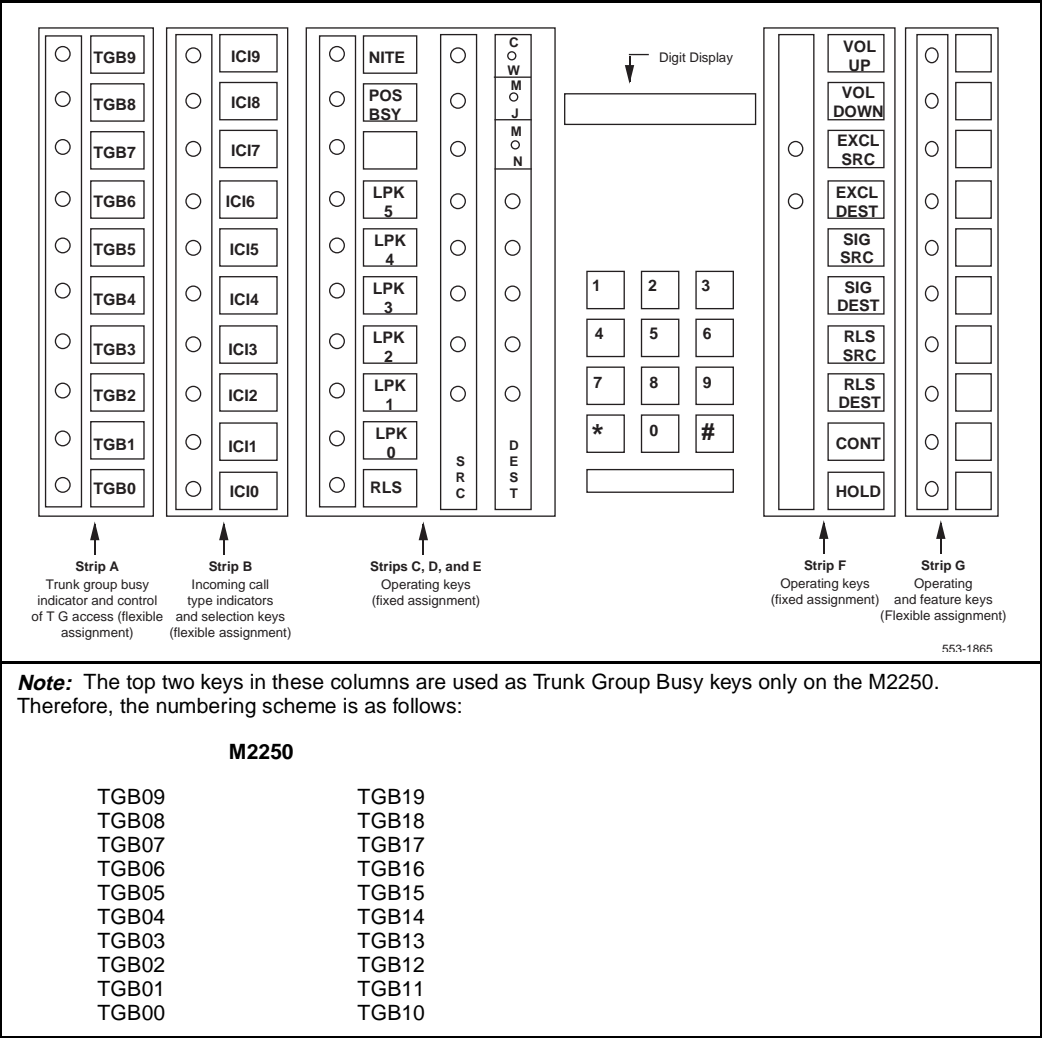 Digit Display
TGB9
TGB8
TGB7
TGB6
TGB5
TGB4
TGB3
TGB2
TGB1
TGB0
ICI9
ICI8
ICI7
ICI6
ICI5
ICI4
ICI3
ICI2
ICI1
ICI0
NITE
POS
BSY
LPK
5
LPK
4
LPK
3
LPK
2
LPK
1
LPK
0
RLS
SRC
C
W
M
J
M
N
DEST
1 2 3
4 5 6
7 8 9
* 0 #
VOL
UP
VOL
DOWN
EXCL
SRC
EXCL
DEST
SIG
SRC
SIG
DEST
RLS
SRC
RLS
DEST
CONT
HOLD
Strip A
Trunk group busy
indicator and control
of T G access (flexible
assignment)
Strip B
Incoming call
type indicators
and selection keys
(flexible assignment)
Strips C, D, and E
Operating keys
(fixed assignment)
Strip F
Operating keys
(fixed assignment)
Strip G
Operating
and feature keys
(Flexible assignment)
553-1865
Note: The top two keys in these columns are used as Trunk Group Busy keys only on the M2250.
Therefore, the numbering scheme is as follows:
M2250
TGB09 TGB19
TGB08 TGB18
TGB07 TGB17
TGB06 TGB16
TGB05 TGB15
TGB04 TGB14
TGB03 TGB13
TGB02 TGB12
TGB01 TGB11
TGB00 TGB10